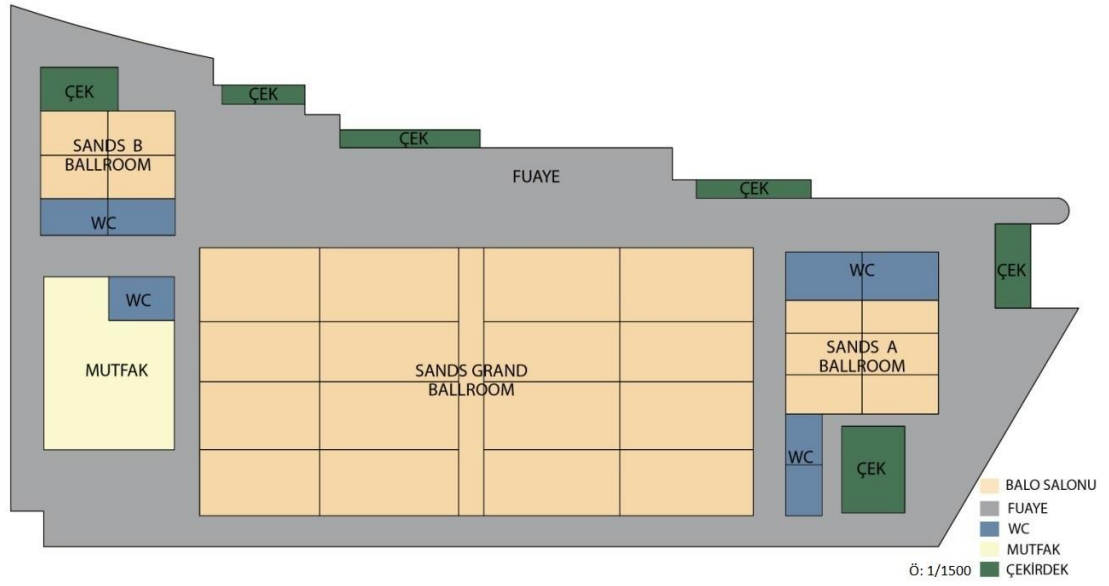 ÇEK
SANDS B
BALLROOM
WC
ÇEK
ÇEK
FUAYE
ÇEK
ÇEK
WC
MUTFAK
SANDS GRAND
BALLROOM
WC
SANDS A
BALLROOM
WC
ÇEK
BALO SALONU
FUAYE
WC
MUTFAK
ÇEKİRDEK
Ö: 1/1500